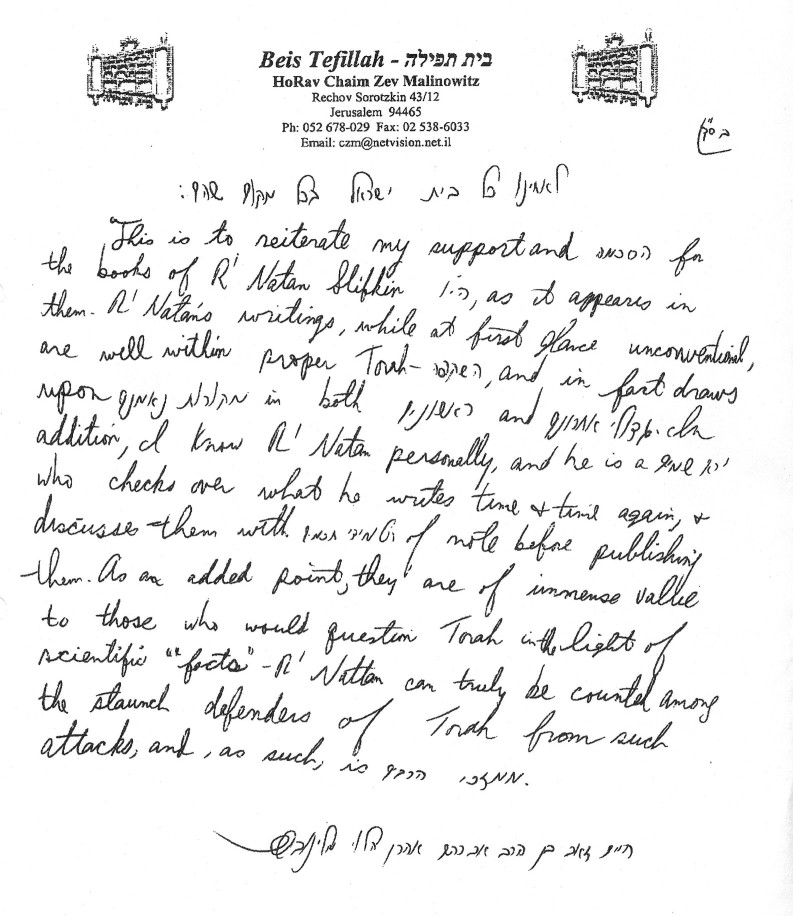 Beis Tefillah - בית תפילה
HoRav Chaim Zev Malinowitz
Rechov Sorotzkin 43/12
Jerusalem 94465
Ph: 052 678-029 Fax: 02 538-6033
Email: czm@netvision.net.il
בס"ד
בית ישראל בכל מקום שהם:
This is to reiterate my support and הסכמה for
the books of R' Natan Slifkin הי"ו, as it appears in
them. R' Natan's writings, while at first glance unconventional,
are well within proper Torah-השקפה, and in fact draws
upon in both ראשונים and
addition, I know R' Natan personally, and he is a ירא שמים
who checks over what he writes time & time again, &
discusses them with תלמידי חכמים of note before publishing
them. As an added point, they are of immense value
to those who would question Torah in the light of
scientific "facts" - R' Nattan can truly be counted among
the staunch defenders of Torah from such
attacks, and, as such, is ממזכי הרבים.
חיים זאב בן הרב אברהם אהרן הלוי מלינוביץ